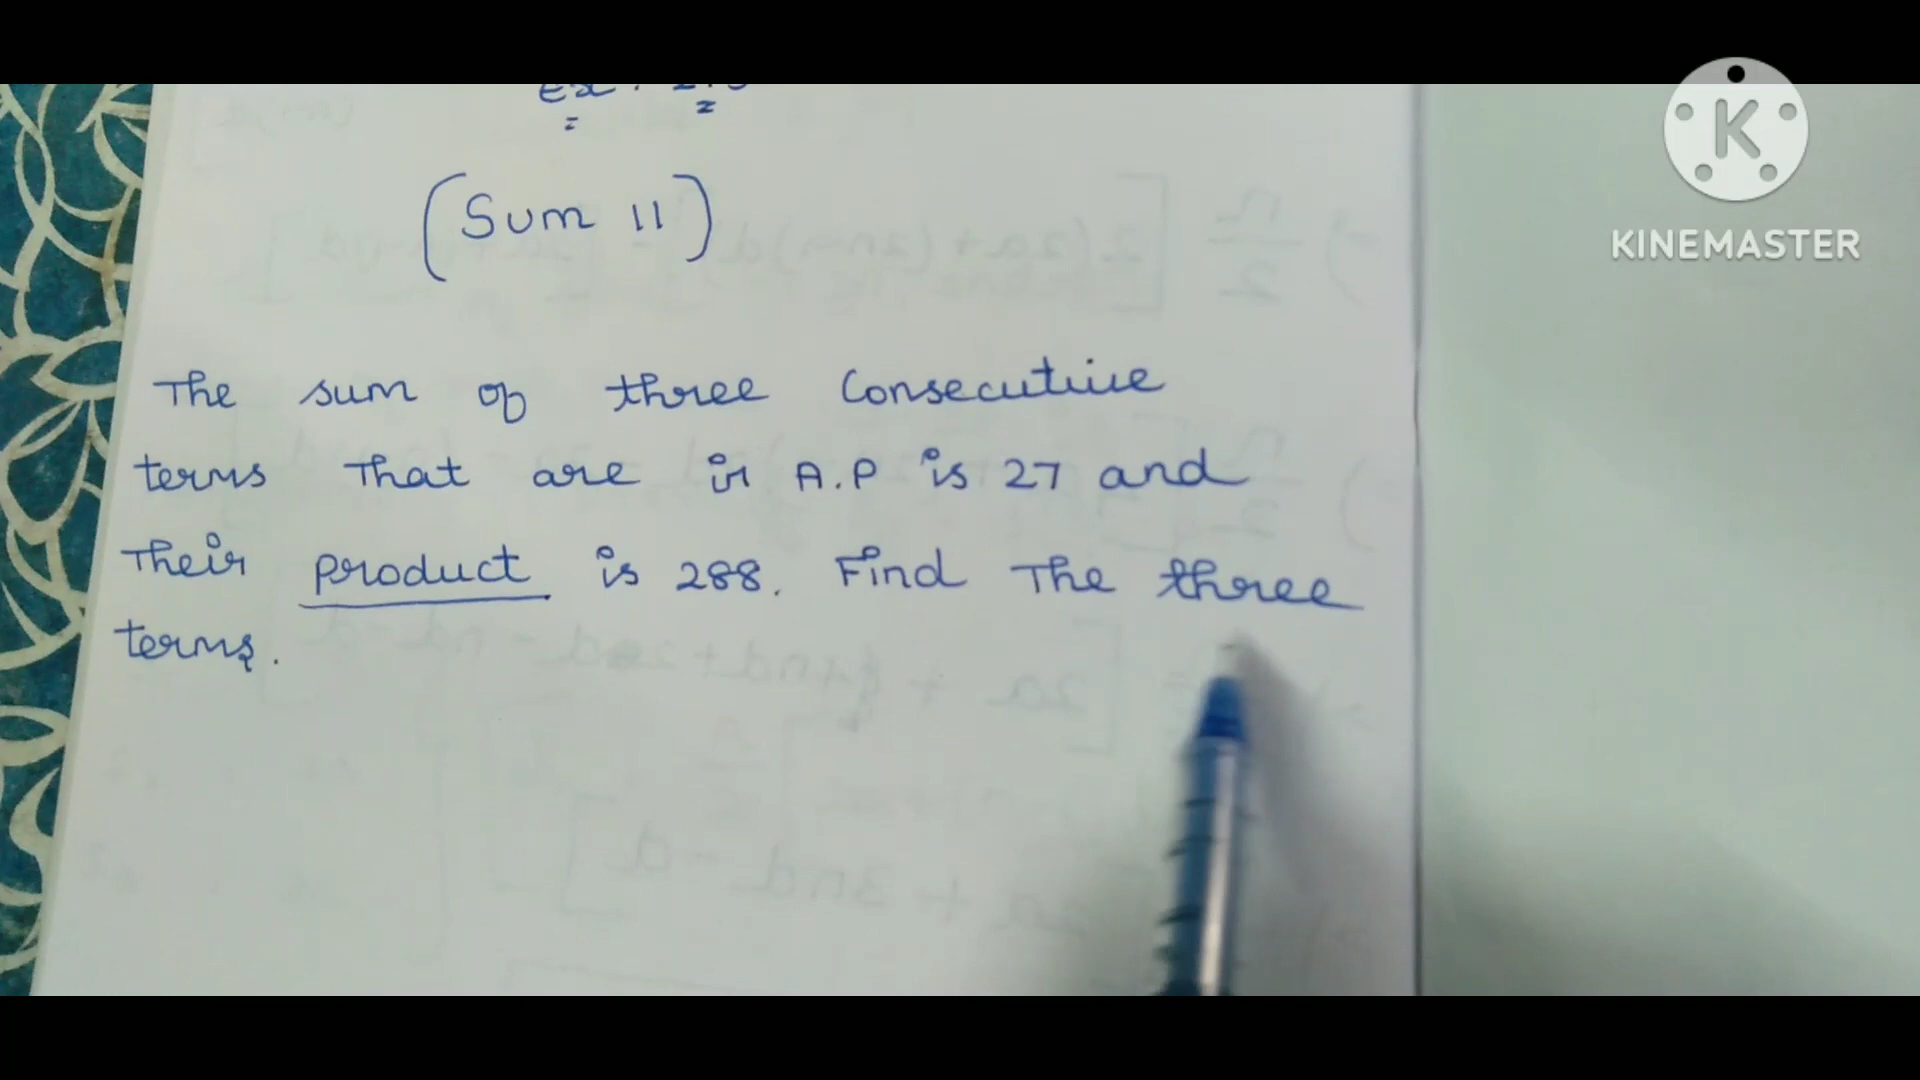 (Sum 11)
The sum of three Consecutive
terms that are in A.P is 27 and
Their product is 288. Find The three
terms.
K
KINEMASTER